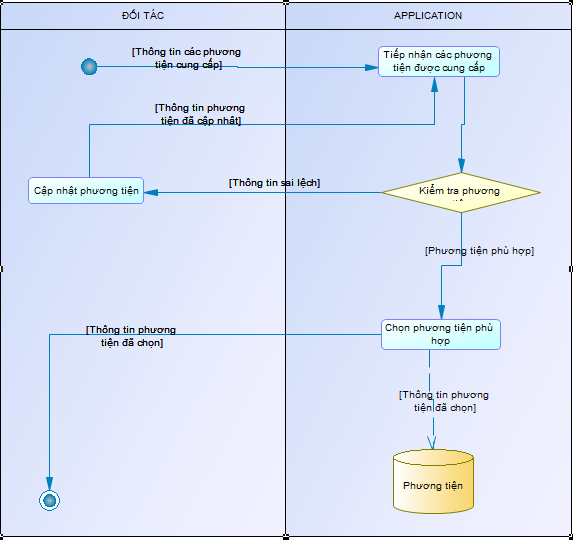 ĐỐI TÁC
APPLICATION
[Thông tin các phương
tiện cung cấp]
Tiếp nhận các phương
tiện được cung cấp
[Thông tin phương
tiện đã cập nhât]
Cập nhật phương tiện
[Thông tin sai lệch]
Kiểm tra phương
[Phương tiện phù hợp]
[Thông tin phương
tiện đã chọn]
Chọn phương tiện phù
hợp
[Thông tin phương
tiện đã chọn]
Phương tiện